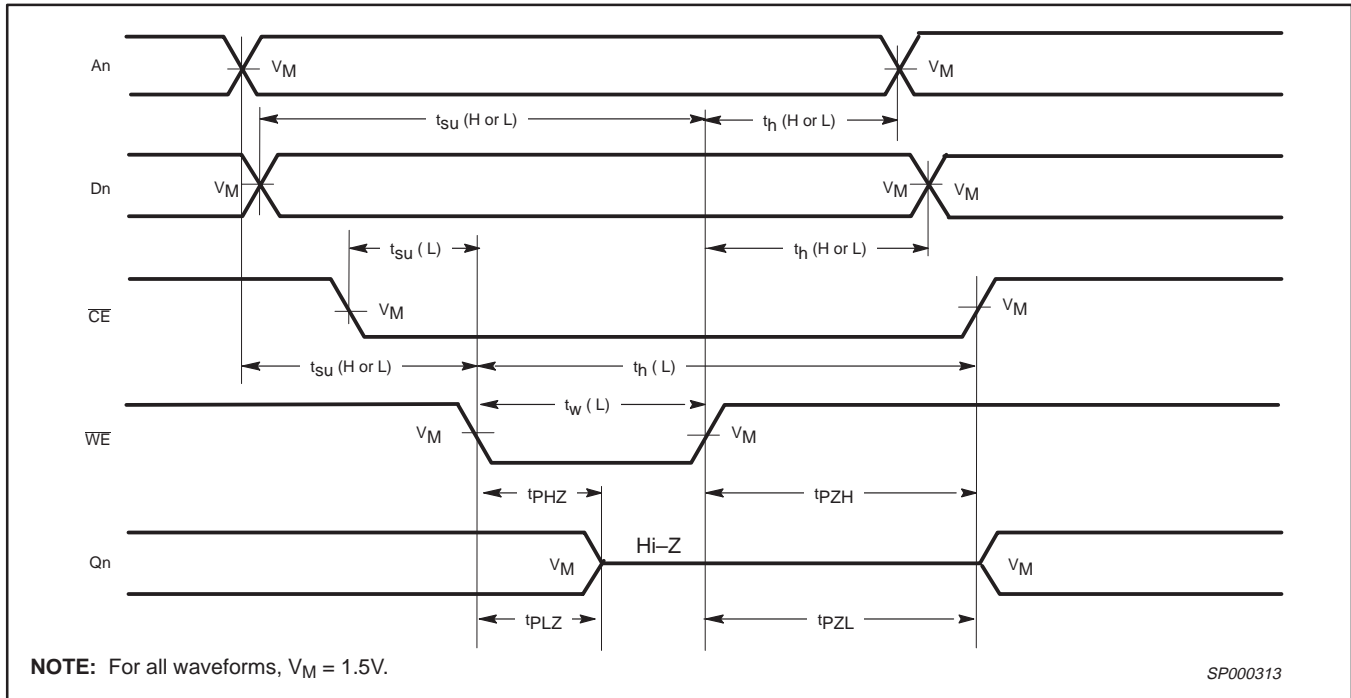 An
VM
VM
tsu (H or L)
th (H or L)
Dn
VM
VM
VM
tsu ( L)
th (H or L)
CE
VM
VM
tsu (H or L)
th ( L)
tw ( L)
WE
VM
VM
tPHZ
tPZH
Hi–Z
Qn
VM
VM
tPLZ
tPZL
NOTE: For all waveforms, VM = 1.5V.
SP000313